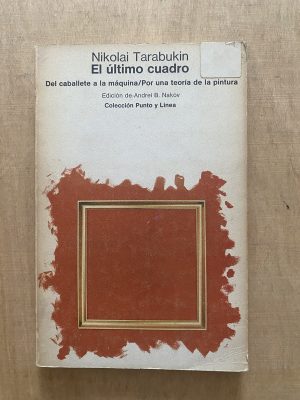 Nikolai Tarabukin
El último cuadro
Del caballete a la máquina/Por una teoría de la pintura
Edición de Andrei B. Nakov
Colección Punto y Línea